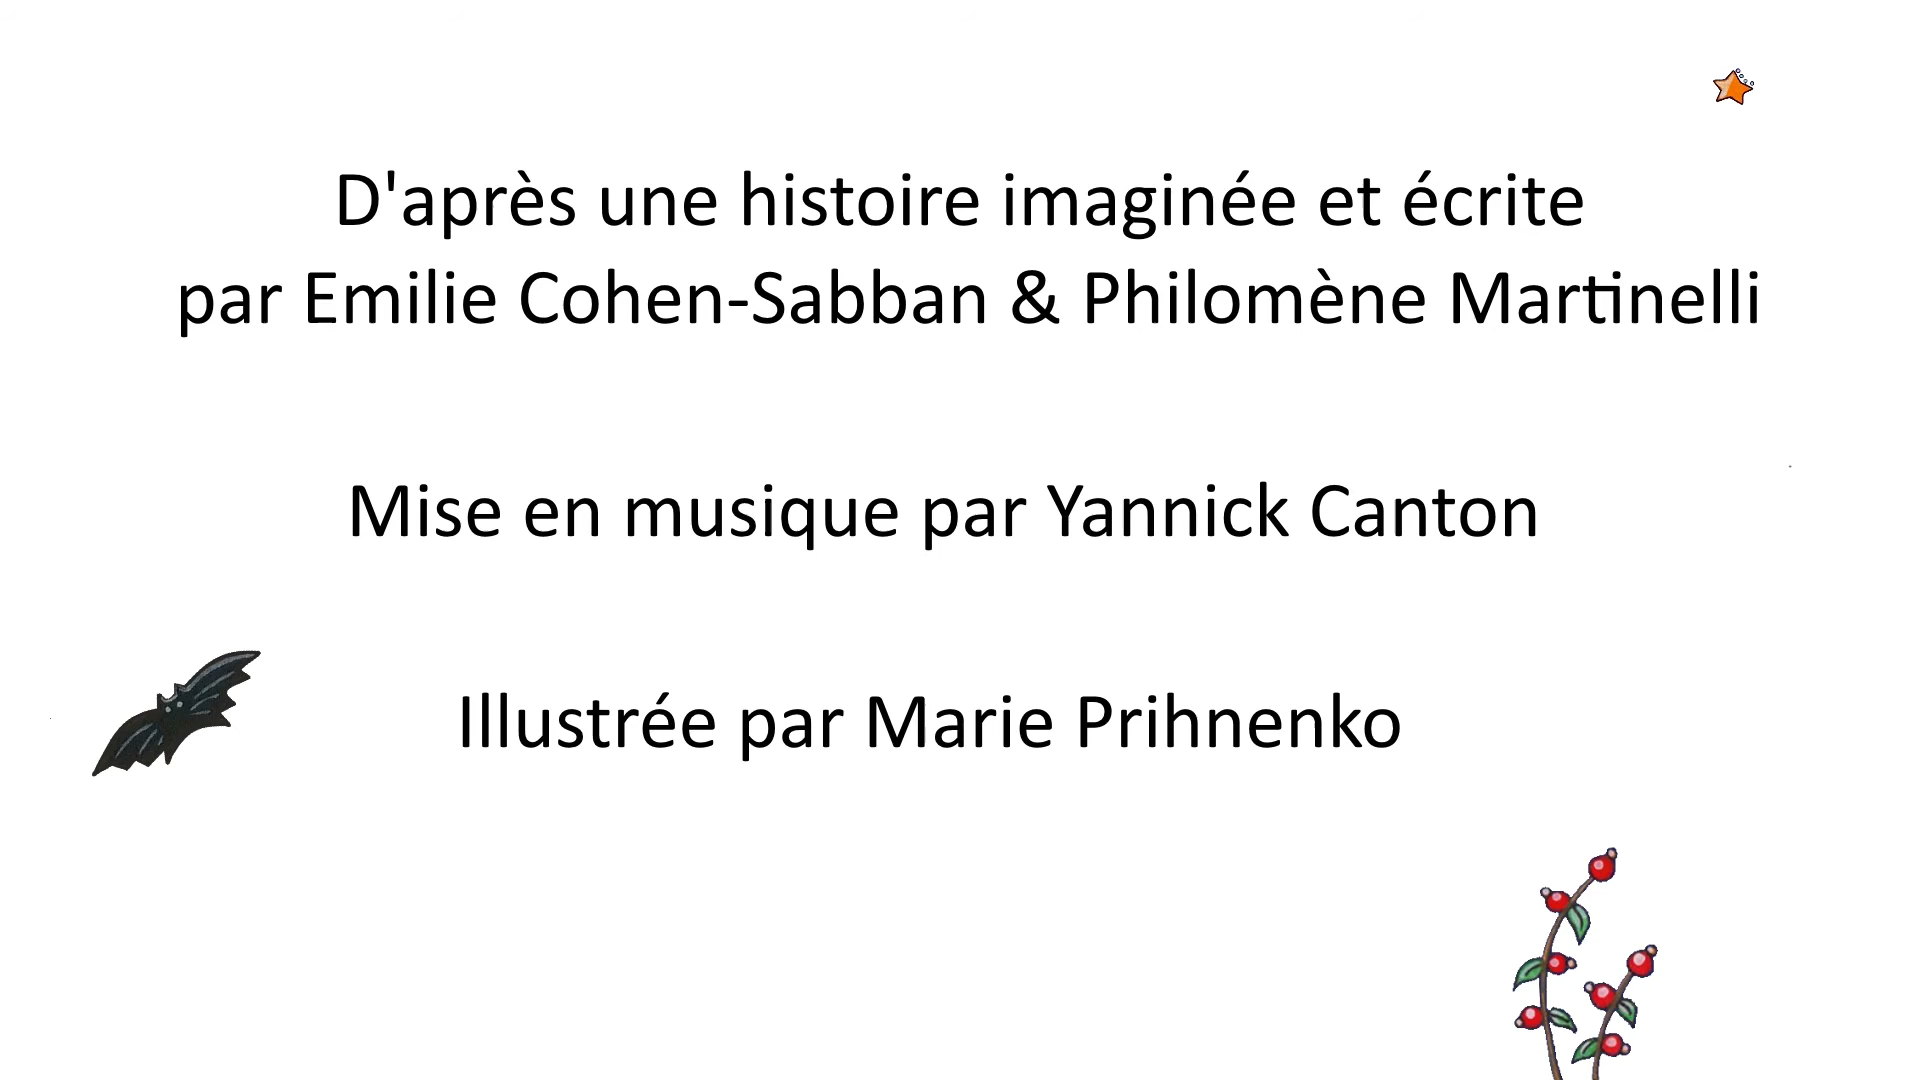 D'après une histoire imaginée et écrite
par Emilie Cohen-Sabban & Philomène Martinelli
Mise en musique par Yannick Canton
Illustrée par Marie Prihnenko